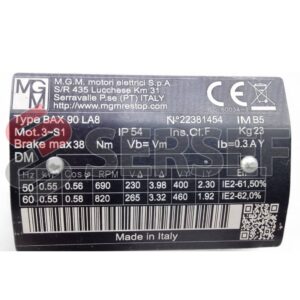 MGM
M.G.M. motori elettrici S.p.A
S/R 435 Lucchese Km 31
Serravalle P.se (PT) ITALY
http://www.mgmrestop.com
Type BAX 90 LA8 N°22381454 IM B5
Mot.3~S1 IP 54 Ins.Cl.F Kg 23
Brake max 38 Nm Vb= Vm Ib=0.3 A Y
DM
SERSELF
Hz kW Cos φ RPM
50 0.55 0.56 690 230 3.98 400 2.30 IE2-61,50%
60 0.55 0.58 820 265 3.32 460 1.92 IE2-62,0%
Made in Italy